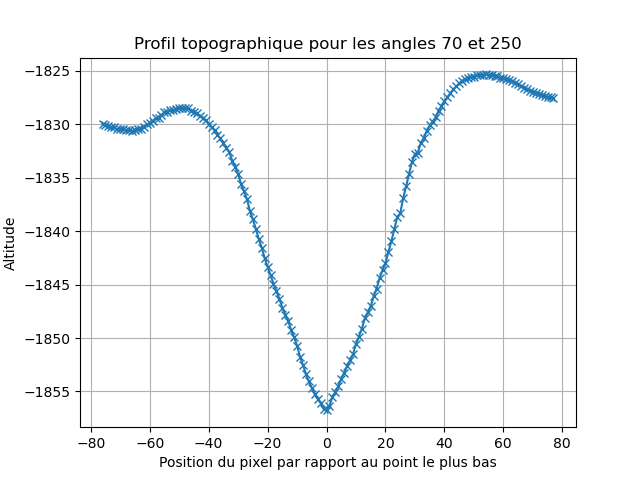 Profil topographique pour les angles 70 et 250
Altitude
−1825
−1830
−1835
−1840
−1845
−1850
−1855
−80 −60 −40 −20 0 20 40 60 80
Position du pixel par rapport au point le plus bas